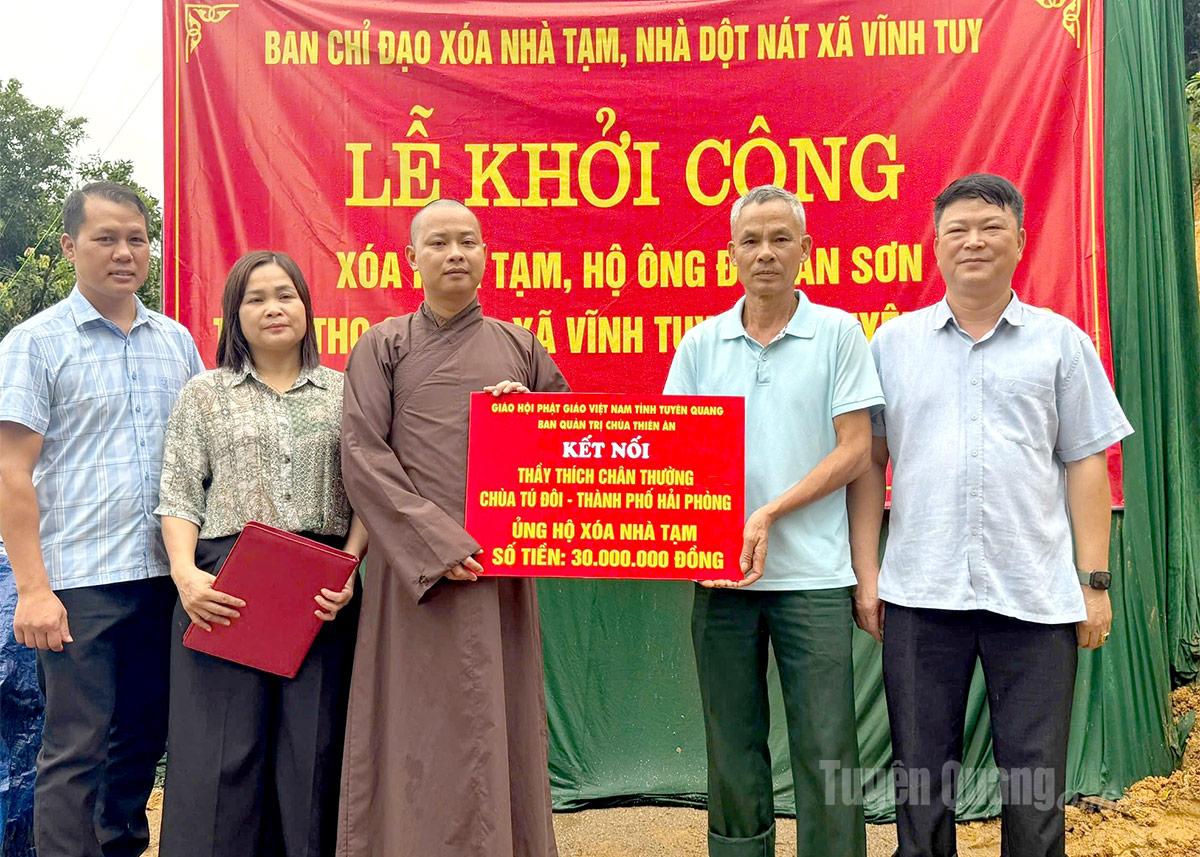 BAN CHỈ ĐẠO XÓA NHÀ TẠM, NHÀ DỘT NÁT XÃ VĨNH TUY
LỄ KHỞI CÔNG
XÓA TẠM, HỘ ÔNG SƠN
XÃ VĨNH TUY
GIÁO HỘI PHẬT GIÁO VIỆT NAM TỈNH TUYÊN QUANG
BAN QUẢN TRỊ CHÙA THIÊN ÂN
KẾT NỐI
THẦY THÍCH CHÂN THƯỜNG
CHÙA TÚ ĐÔI - THÀNH PHỐ HẢI PHÒNG
ỦNG HỘ XÓA NHÀ TẠM
SỐ TIỀN: 30.000.000 ĐỒNG
Tuyên Quang